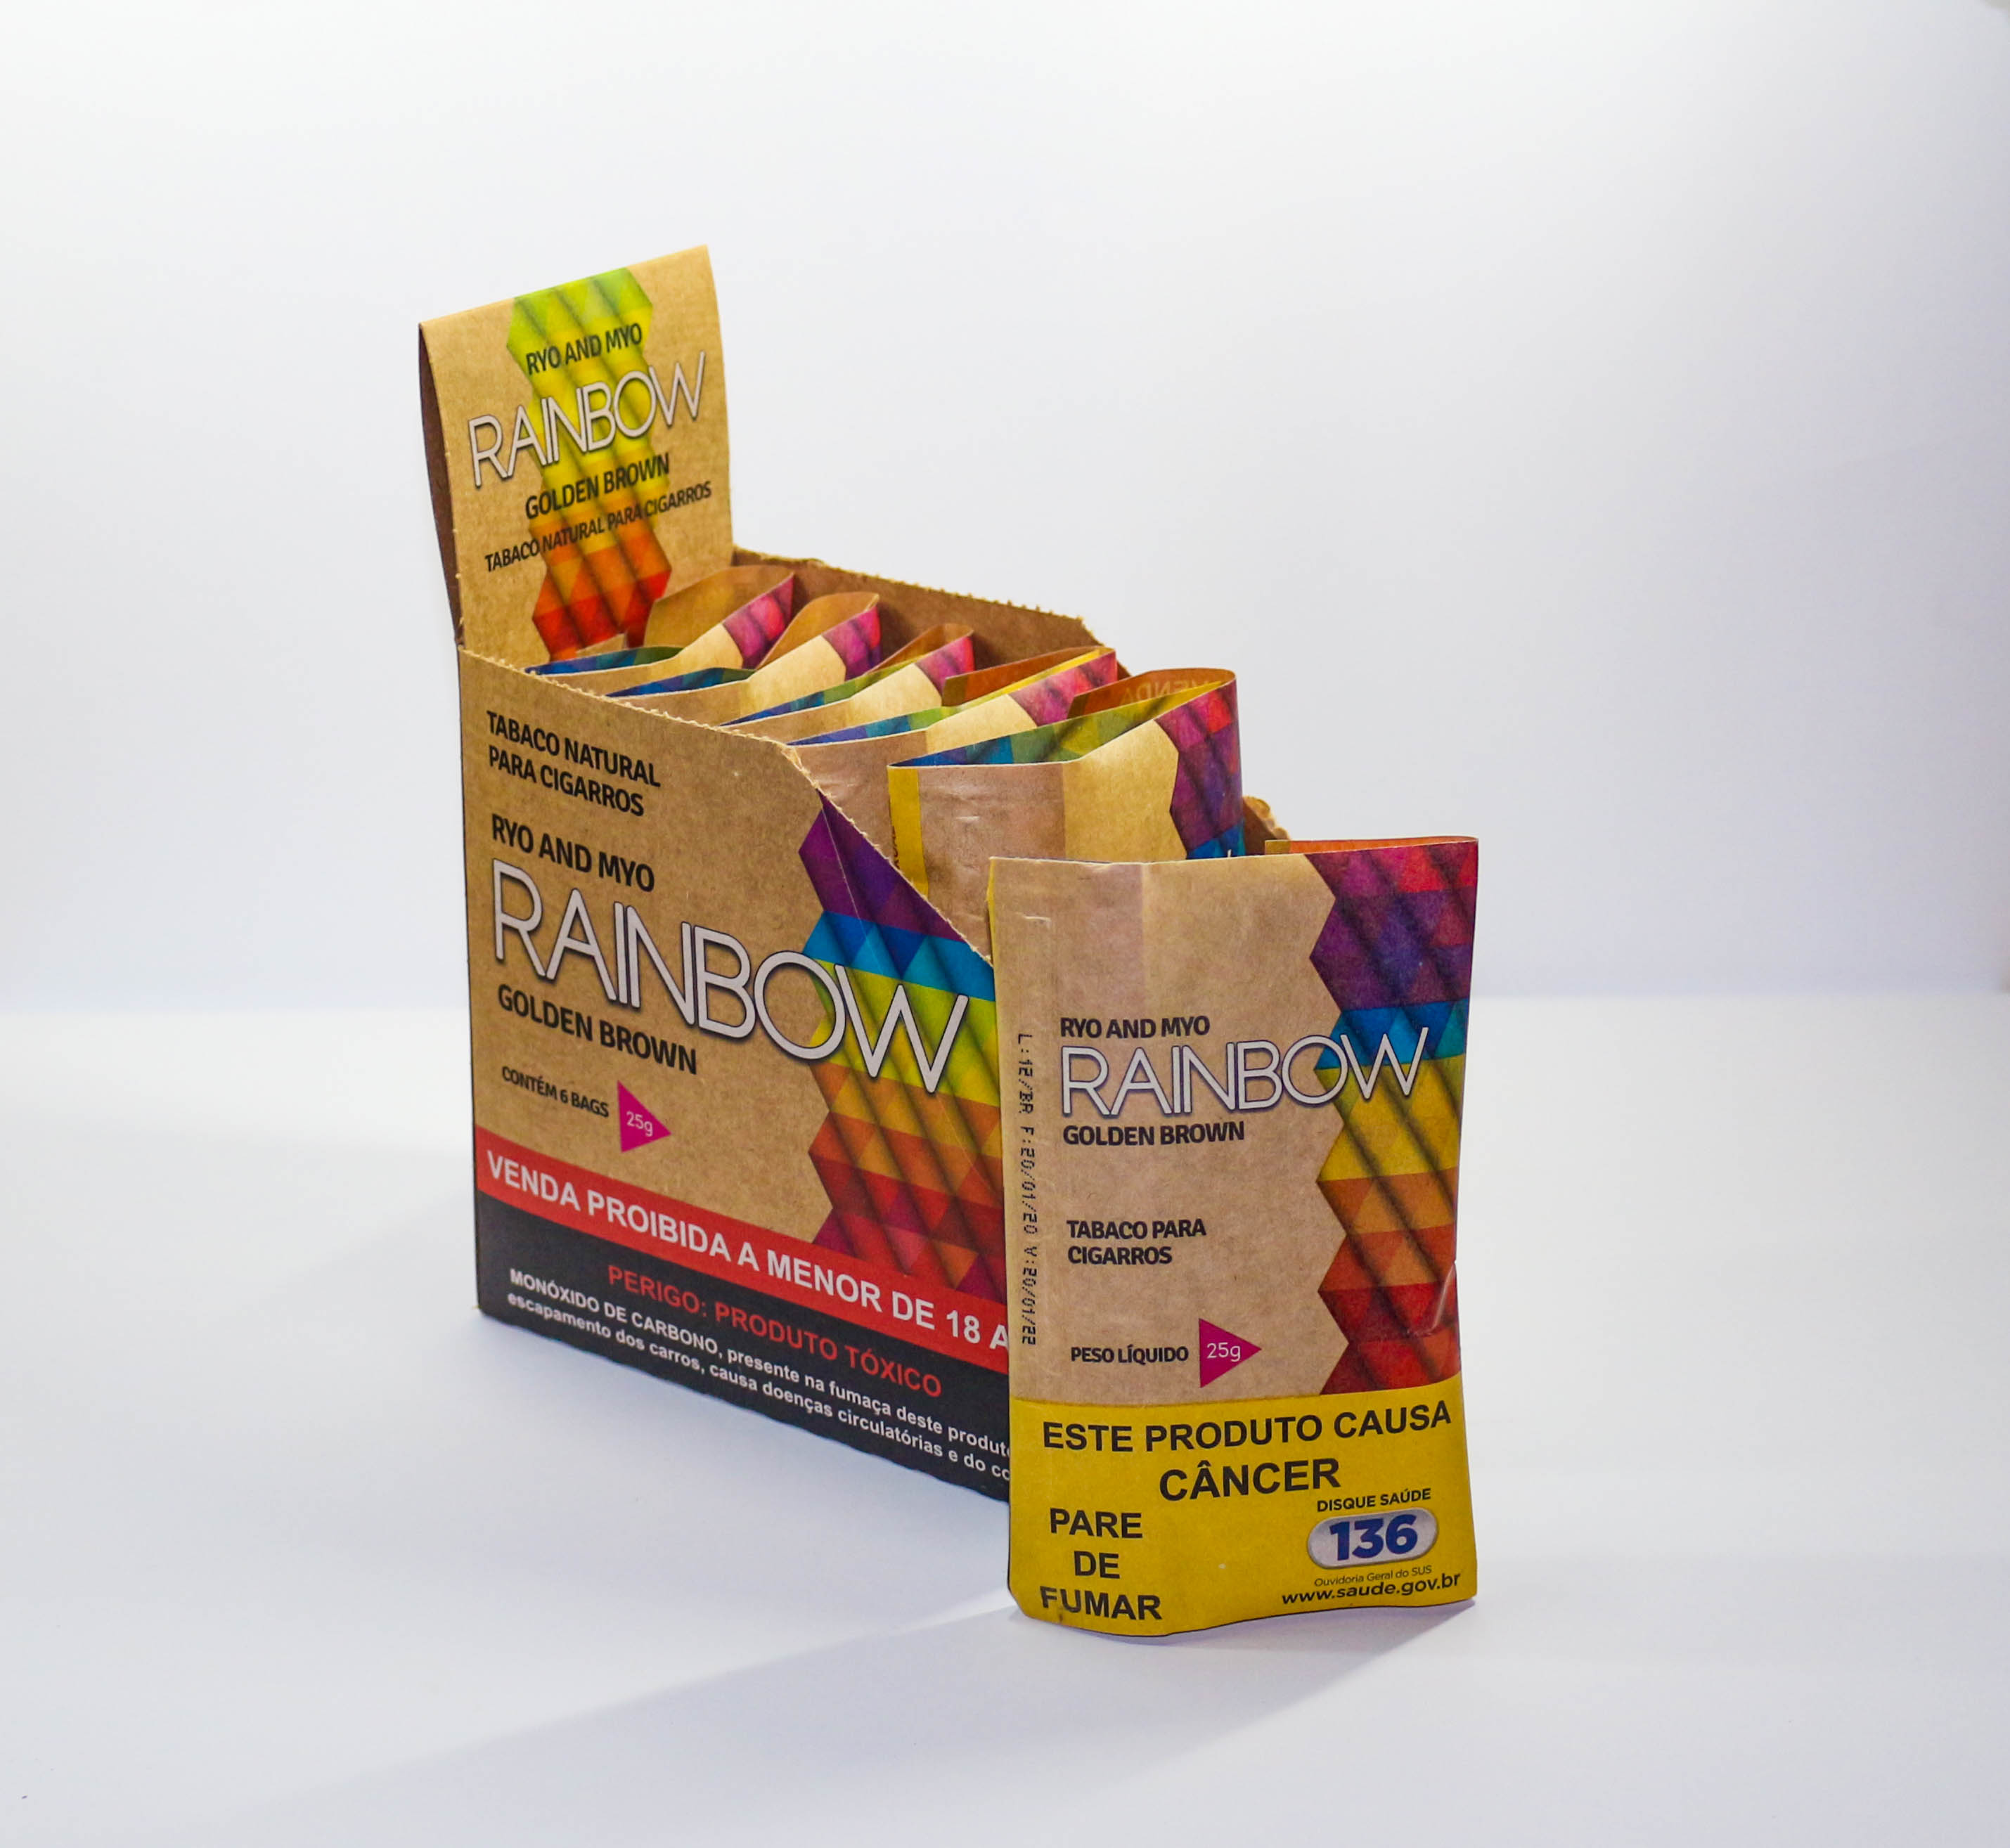 RYO AND MYO
RAINBOW
GOLDEN BROWN
TABACO NATURAL PARA CIGARROS
TABACO NATURAL
PARA CIGARROS
RYO AND MYO
RAINBOW
GOLDEN BROWN
CONTÉM 6 BAGS
25g
VENDA PROIBIDA A MENOR DE 18 A
PERIGO: PRODUTO TÓXICO
MONÓXIDO DE CARBONO, presente na fumaça deste produt
escapamento dos carros, causa doenças circulatórias e do co
VENDA
L:12/BR F:20/01/20 V:20/01/22
RYO AND MYO
RAINBOW
GOLDEN BROWN
TABACO PARA
CIGARROS
PESO LÍQUIDO
25g
ESTE PRODUTO CAUSA
CÂNCER
PARE
DE
FUMAR
DISQUE SAÚDE
136
Ouvidoria Geral do SUS
www.saude.gov.br